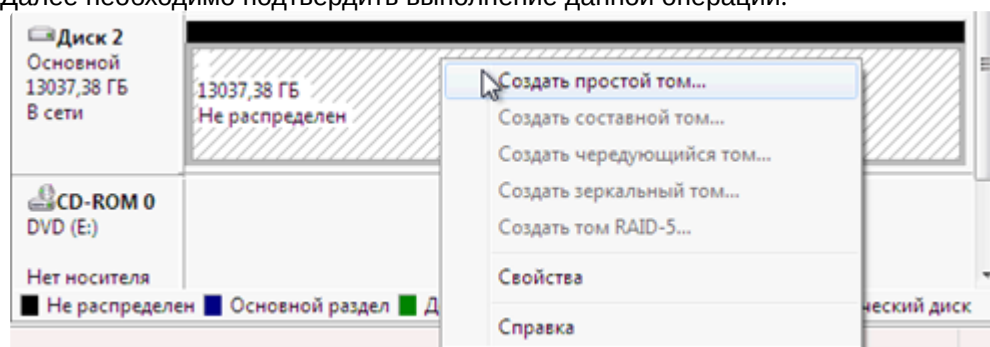 Далее необходимо подтвердить выполнение данной операции.
Диск 2
Основной
13037,38 ГБ
В сети
13037,38 ГБ
Не распределен
Создать простой том...
Создать составной том...
Создать чередующийся том...
Создать зеркальный том...
Создать том RAID-5...
Свойства
Справка
CD-ROM 0
DVD (E:)
Нет носителя
Не распределен Основной раздел Д ческий диск